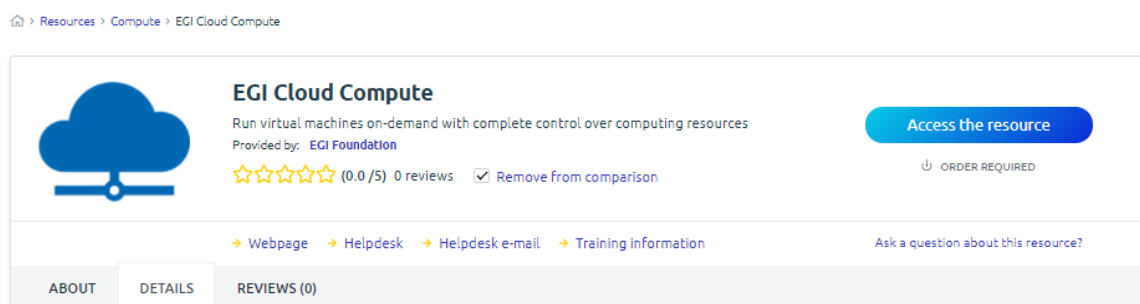 > Resources > Compute > EGI Cloud Compute
EGI Cloud Compute
Run virtual machines on-demand with complete control over computing resources
Provided by: EGI Foundation
(0.0 /5) 0 reviews Remove from comparison
Access the resource
ORDER REQUIRED
→ Webpage → Helpdesk → Helpdesk e-mail → Training information
Ask a question about this resource?
ABOUT DETAILS REVIEWS (0)